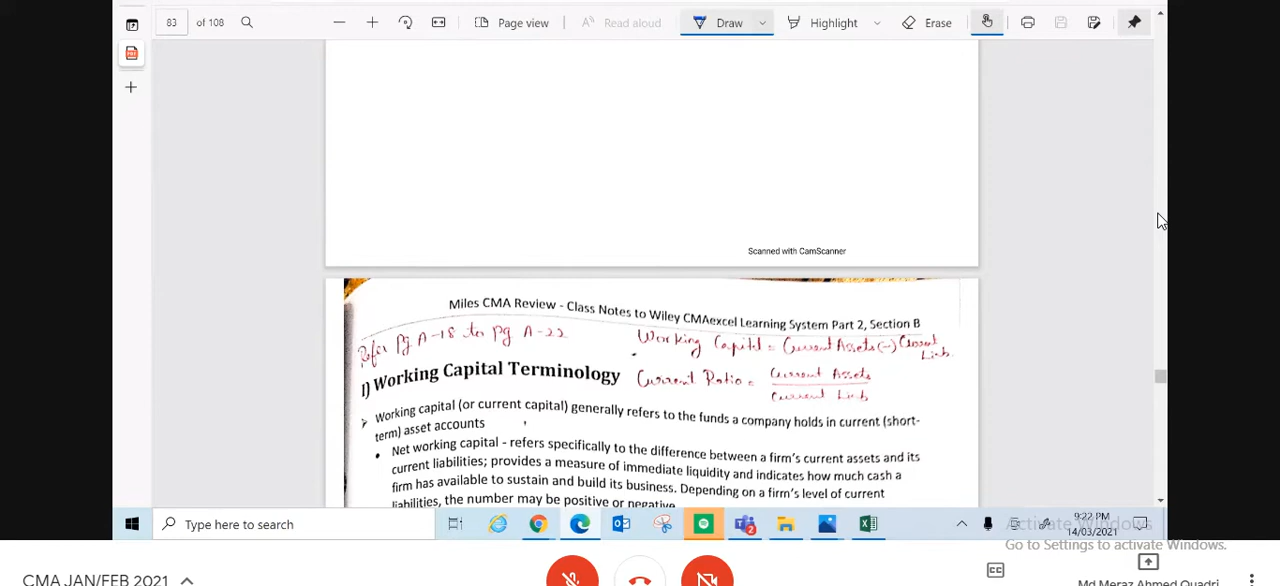 83 of 108
Page view
Read aloud
Draw
Highlight
Erase
Scanned with CamScanner
Miles CMA Review - Class Notes to Wiley CMAexcel Learning System Part 2, Section B
Refer Pg A-18 to pg A-22
Working Capital = Current Assets (-) Current Liab.
I) Working Capital Terminology
Current Ratio = Current Assets
Current Liab
Working capital (or current capital) generally refers to the funds a company holds in current (short-
term) asset accounts
• Net working capital - refers specifically to the difference between a firm's current assets and its
current liabilities; provides a measure of immediate liquidity and indicates how much cash a
firm has available to sustain and build its business. Depending on a firm's level of current
liabilities, the number may be positive or negative
Type here to search
9:22 PM
14/03/2021
Activate Windows
Go to Settings to activate Windows.
CMA JAN/FEB 2021
Md Meraz Ahmed Quadri